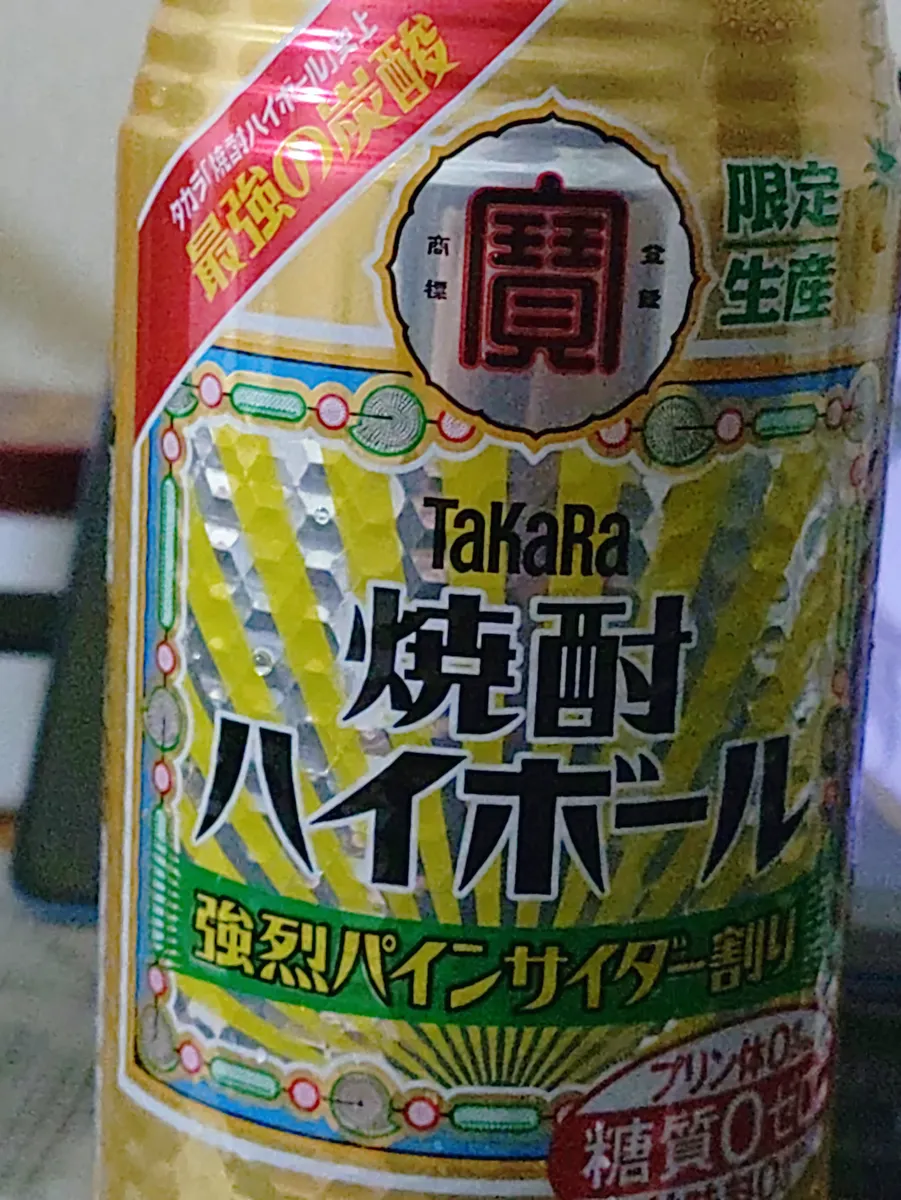 タカラ「焼酎ハイボール」史上
最強の炭酸
寶
商標
登録
限定
生産
TaKaRa
焼酎
ハイボール
強烈パインサイダー割り
プリン体0
糖質0ゼロ